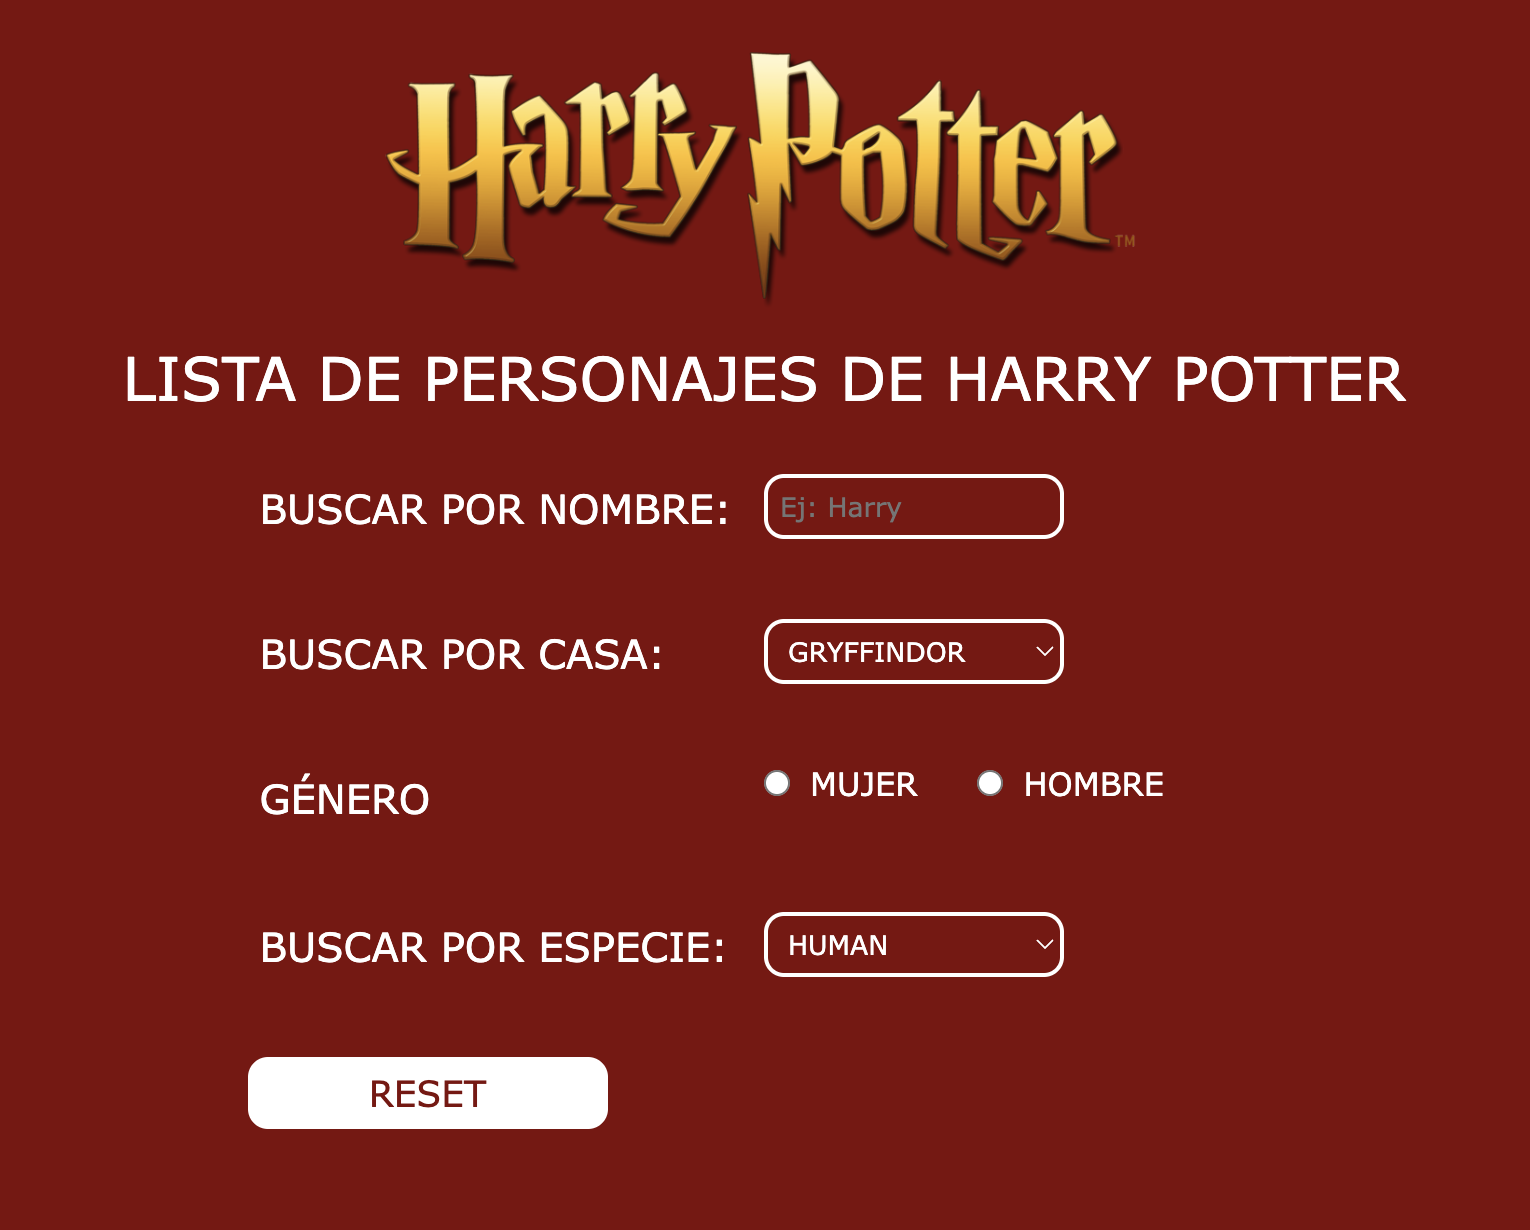 Harry Potter TM
LISTA DE PERSONAJES DE HARRY POTTER
BUSCAR POR NOMBRE: Ej: Harry
BUSCAR POR CASA: GRYFFINDOR
GÉNERO MUJER HOMBRE
BUSCAR POR ESPECIE: HUMAN
RESET